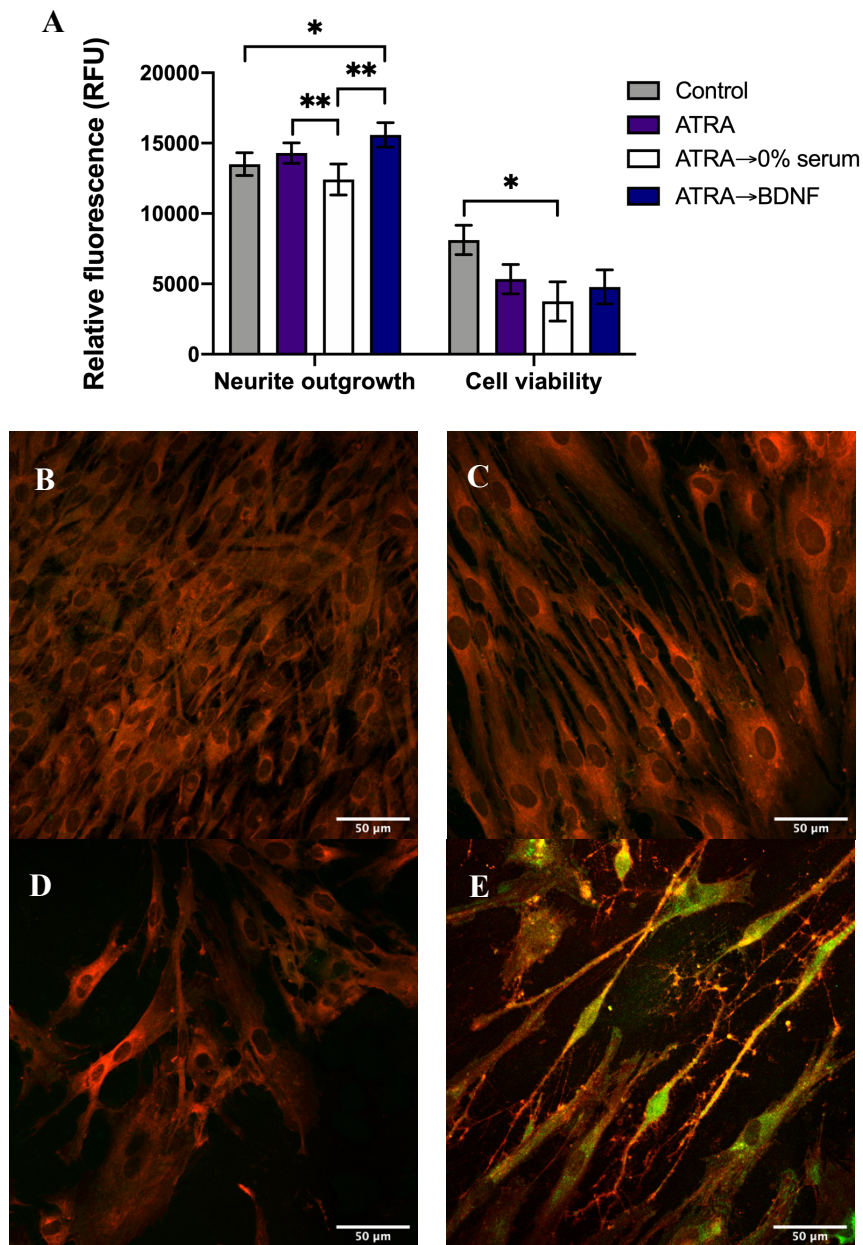 A
Relative fluorescence (RFU)
20000
15000
10000
5000
0
*
**
**
*
Neurite outgrowth
Cell viability
Control
ATRA
ATRA→0% serum
ATRA→BDNF
B
50 µm
C
50 µm
D
50 µm
E
50 µm